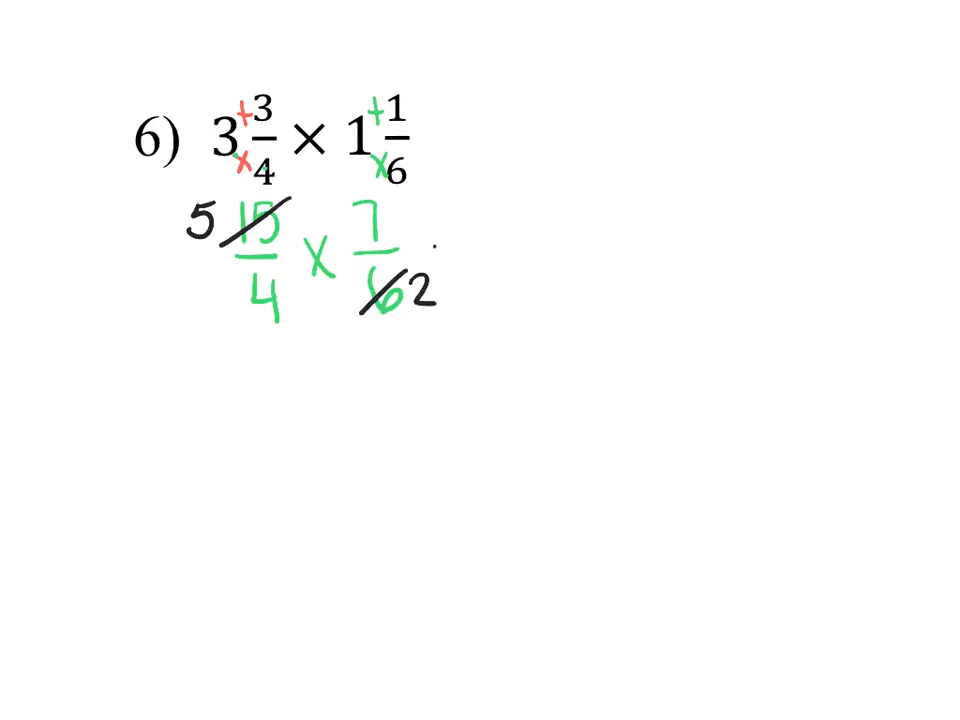 6) 3 + × 3/4 × 1 + × 1/6
5 15/4 x 7/6 2